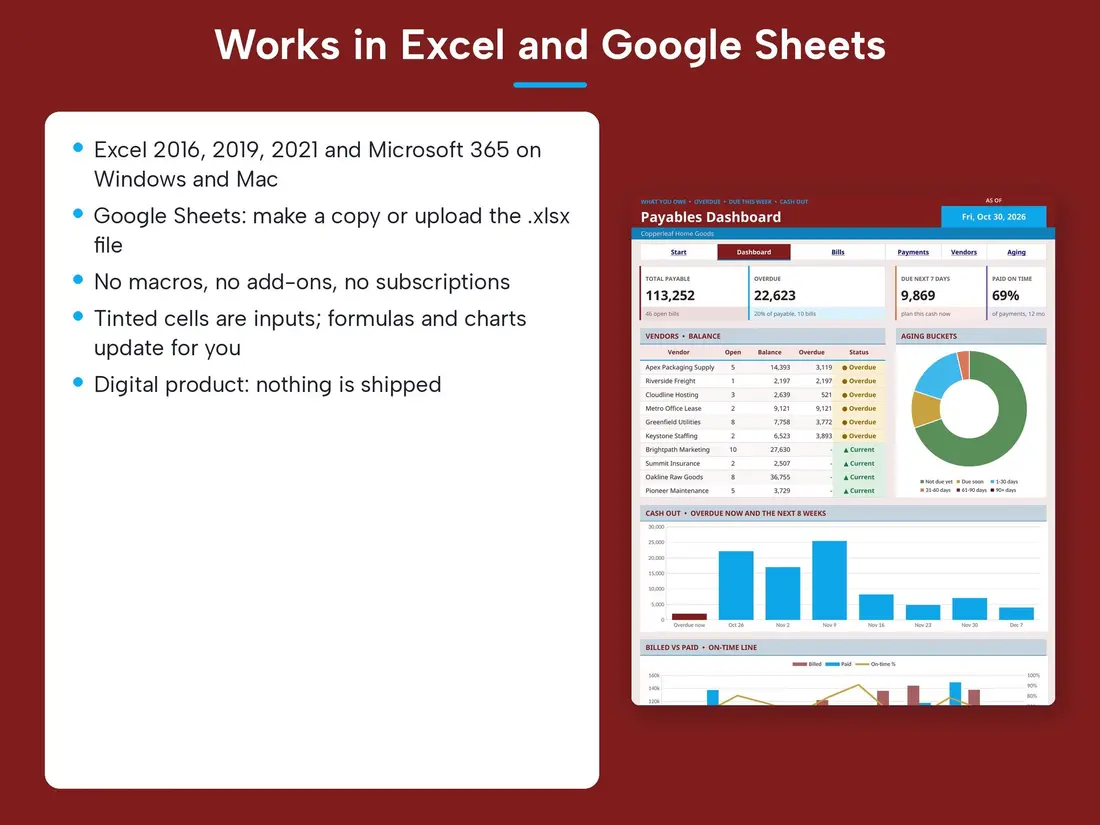 Works in Excel and Google Sheets
Excel 2016, 2019, 2021 and Microsoft 365 on
Windows and Mac
Google Sheets: make a copy or upload the .xlsx
file
No macros, no add-ons, no subscriptions
Tinted cells are inputs; formulas and charts
update for you
Digital product: nothing is shipped
WHAT YOU OWE • OVERDUE • DUE THIS WEEK • CASH OUT
AS OF
Payables Dashboard
Fri, Oct 30, 2026
Copperleaf Home Goods
Start Dashboard Bills Payments Vendors Aging
TOTAL PAYABLE OVERDUE DUE NEXT 7 DAYS PAID ON TIME
113,252 22,623 9,869 69%
46 open bills 20% of payable, 10 bills plan this cash now of payments, 12 mo
VENDORS • BALANCE
Vendor Open Balance Overdue Status
Apex Packaging Supply 5 14,393 3,119 ● Overdue
Riverside Freight 1 2,197 2,197 ● Overdue
Cloudline Hosting 3 2,639 521 ● Overdue
Metro Office Lease 2 9,121 9,121 ● Overdue
Greenfield Utilities 8 7,758 3,772 ● Overdue
Keystone Staffing 2 6,523 3,893 ● Overdue
Brightpath Marketing 10 27,630 - ▲ Current
Summit Insurance 2 2,507 - ▲ Current
Oakline Raw Goods 8 36,755 - ▲ Current
Pioneer Maintenance 5 3,729 - ▲ Current
AGING BUCKETS
Not due yet Due soon 1-30 days
31-60 days 61-90 days 90+ days
CASH OUT • OVERDUE NOW AND THE NEXT 8 WEEKS
30,000
25,000
20,000
15,000
10,000
5,000
0
Overdue now Oct 26 Nov 2 Nov 9 Nov 16 Nov 23 Nov 30 Dec 7
BILLED VS PAID • ON-TIME LINE
Billed Paid On-time %
160k 100%
140k 90%
80%
120k